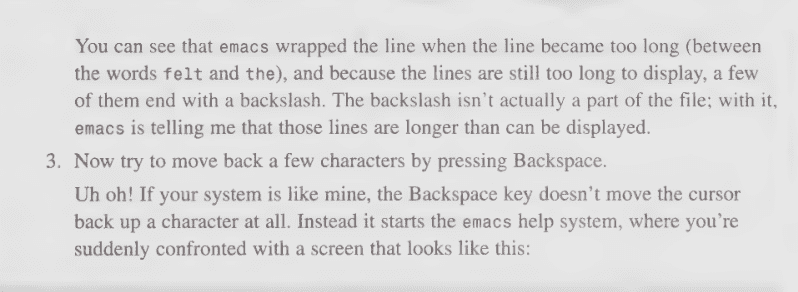 You can see that emacs wrapped the line when the line became too long (between
the words felt and the), and because the lines are still too long to display, a few
of them end with a backslash. The backslash isn't actually a part of the file; with it,
emacs is telling me that those lines are longer than can be displayed.
3. Now try to move back a few characters by pressing Backspace.
Uh oh! If your system is like mine, the Backspace key doesn't move the cursor
back up a character at all. Instead it starts the emacs help system, where you're
suddenly confronted with a screen that looks like this: